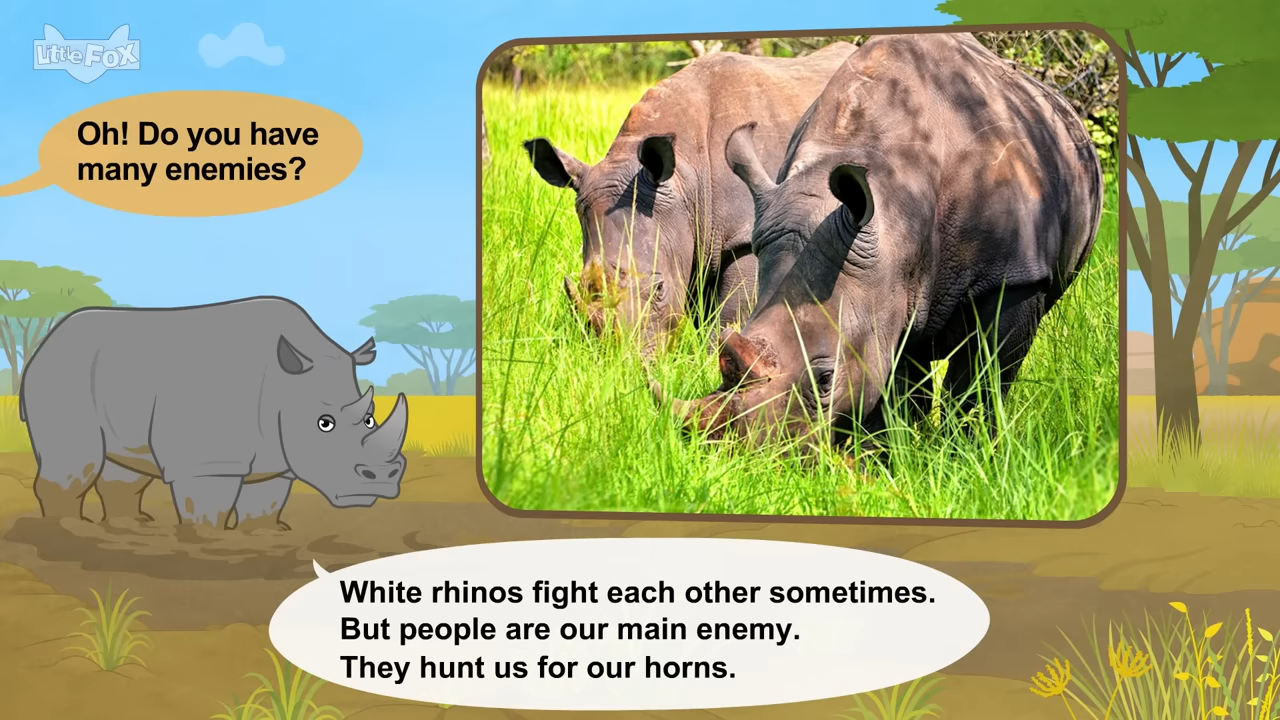 Little Fox
Oh! Do you have
many enemies?
White rhinos fight each other sometimes.
But people are our main enemy.
They hunt us for our horns.